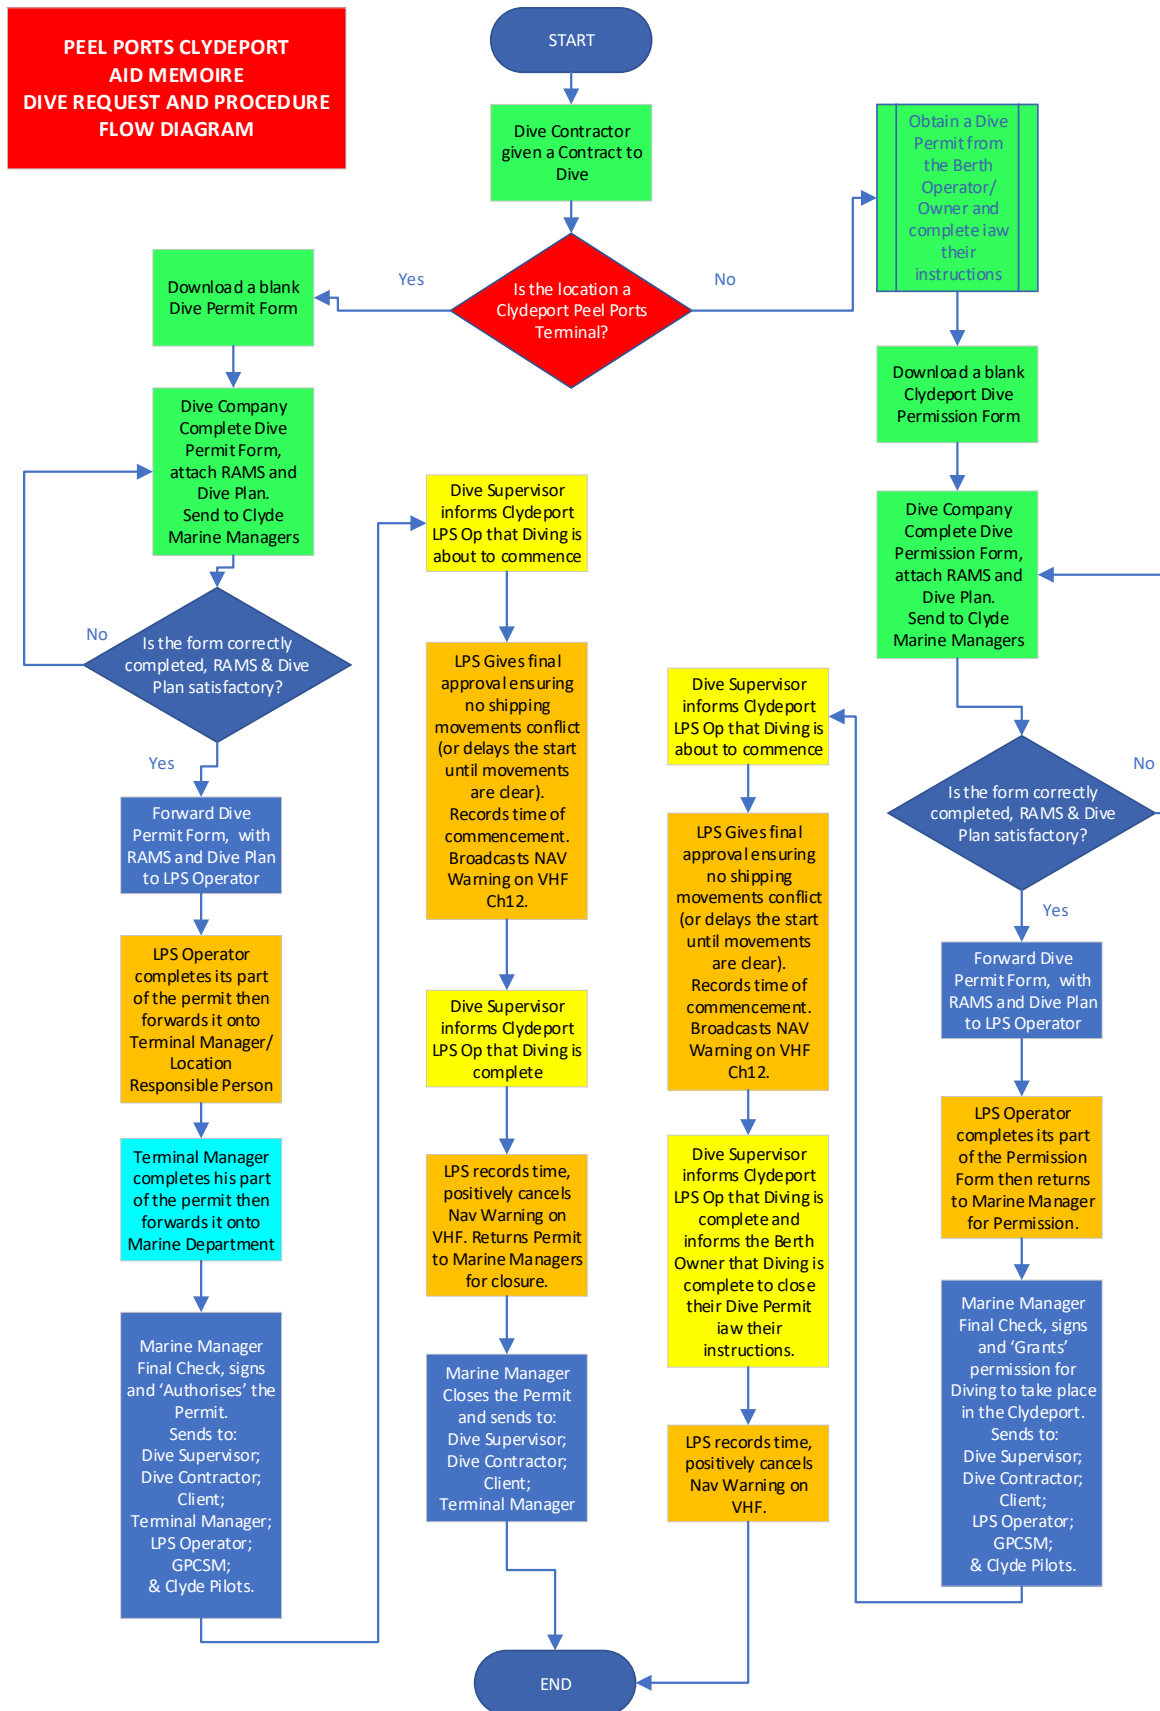 PEEL PORTS CLYDEPORT
AID MEMOIRE
DIVE REQUEST AND PROCEDURE
FLOW DIAGRAM
START
Dive Contractor
given a Contract to
Dive
Is the location a
Clydeport Peel Ports
Terminal?
Yes
No
Download a blank
Dive Permit Form
Dive Company
Complete Dive
Permit Form,
attach RAMS and
Dive Plan.
Send to Clyde
Marine Managers
Is the form correctly
completed, RAMS & Dive
Plan satisfactory?
No
Yes
Forward Dive
Permit Form, with
RAMS and Dive Plan
to LPS Operator
LPS Operator
completes its part
of the permit then
forwards it onto
Terminal Manager/
Location
Responsible Person
Terminal Manager
completes his part
of the permit then
forwards it onto
Marine Department
Marine Manager
Final Check, signs
and ‘Authorises’ the
Permit.
Sends to:
Dive Supervisor;
Dive Contractor;
Client;
Terminal Manager;
LPS Operator;
GPCSM;
& Clyde Pilots.
Dive Supervisor
informs Clydeport
LPS Op that Diving is
about to commence
LPS Gives final
approval ensuring
no shipping
movements conflict
(or delays the start
until movements
are clear).
Records time of
commencement.
Broadcasts NAV
Warning on VHF
Ch12.
Dive Supervisor
informs Clydeport
LPS Op that Diving is
complete
LPS records time,
positively cancels
Nav Warning on
VHF. Returns Permit
to Marine Managers
for closure.
Marine Manager
Closes the Permit
and sends to:
Dive Supervisor;
Dive Contractor;
Client;
Terminal Manager
Obtain a Dive
Permit from
the Berth
Operator/
Owner and
complete iaw
their
instructions
Download a blank
Clydeport Dive
Permission Form
Dive Company
Complete Dive
Permission Form,
attach RAMS and
Dive Plan.
Send to Clyde
Marine Managers
Is the form correctly
completed, RAMS & Dive
Plan satisfactory?
No
Yes
Forward Dive
Permit Form, with
RAMS and Dive Plan
to LPS Operator
LPS Operator
completes its part
of the Permission
Form then returns
to Marine Manager
for Permission.
Marine Manager
Final Check, signs
and ‘Grants’
permission for
Diving to take place
in the Clydeport.
Sends to:
Dive Supervisor;
Dive Contractor;
Client;
LPS Operator;
GPCSM;
& Clyde Pilots.
Dive Supervisor
informs Clydeport
LPS Op that Diving is
about to commence
LPS Gives final
approval ensuring
no shipping
movements conflict
(or delays the start
until movements
are clear).
Records time of
commencement.
Broadcasts NAV
Warning on VHF
Ch12.
Dive Supervisor
informs Clydeport
LPS Op that Diving is
complete and
informs the Berth
Owner that Diving is
complete to close
their Dive Permit
iaw their
instructions.
LPS records time,
positively cancels
Nav Warning on
VHF.
END